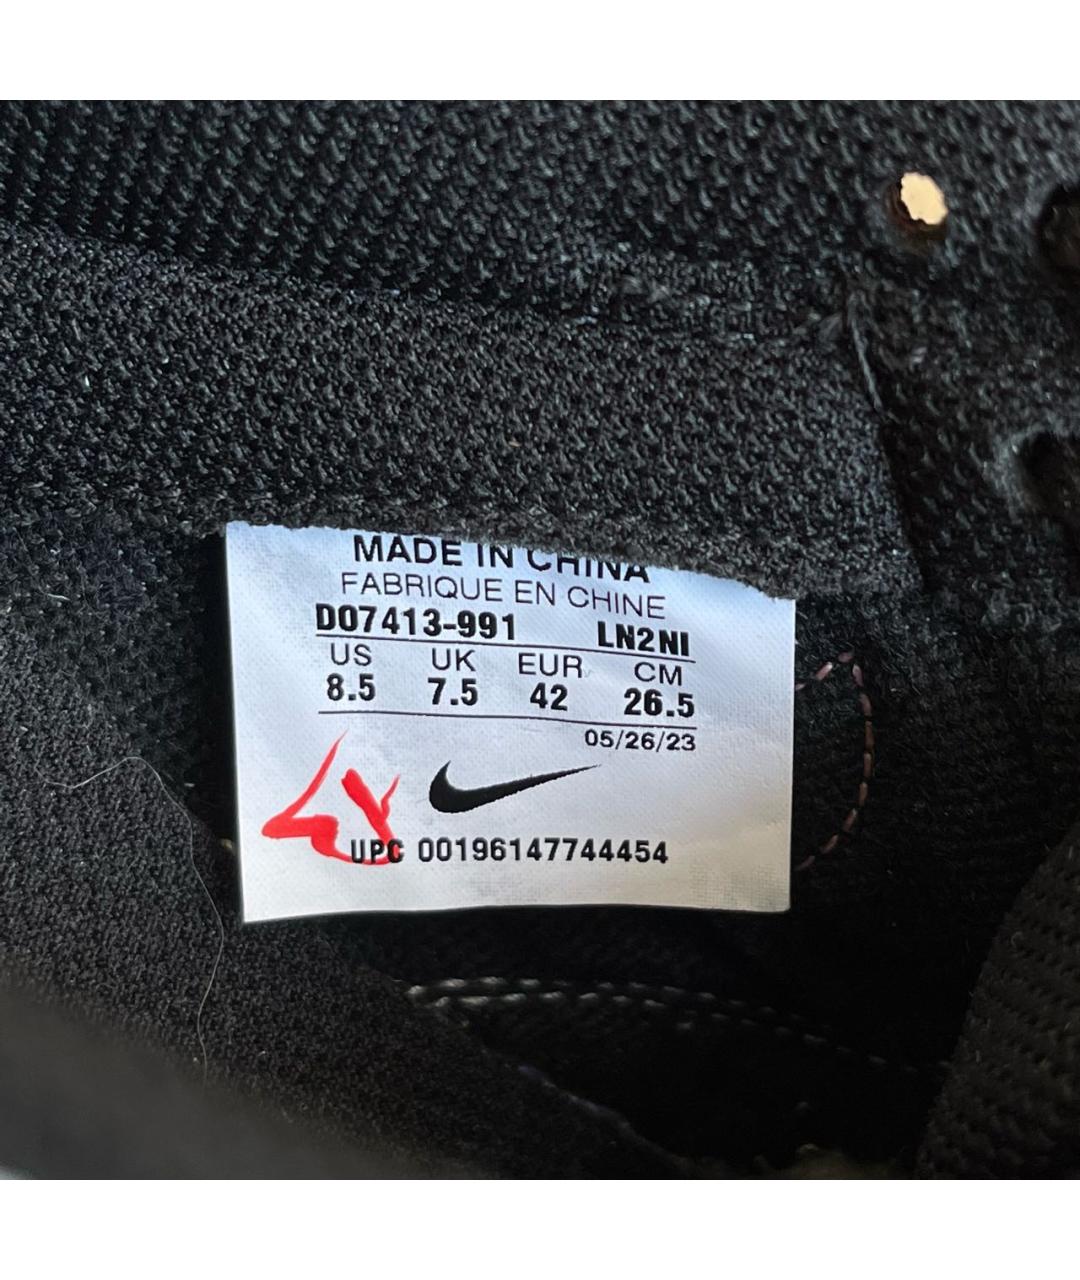 MADE IN CHINA
FABRIQUE EN CHINE
DO7413-991 LN2NI
US UK EUR CM
8.5 7.5 42 26.5
05/26/23
LY
UPC 00196147744454